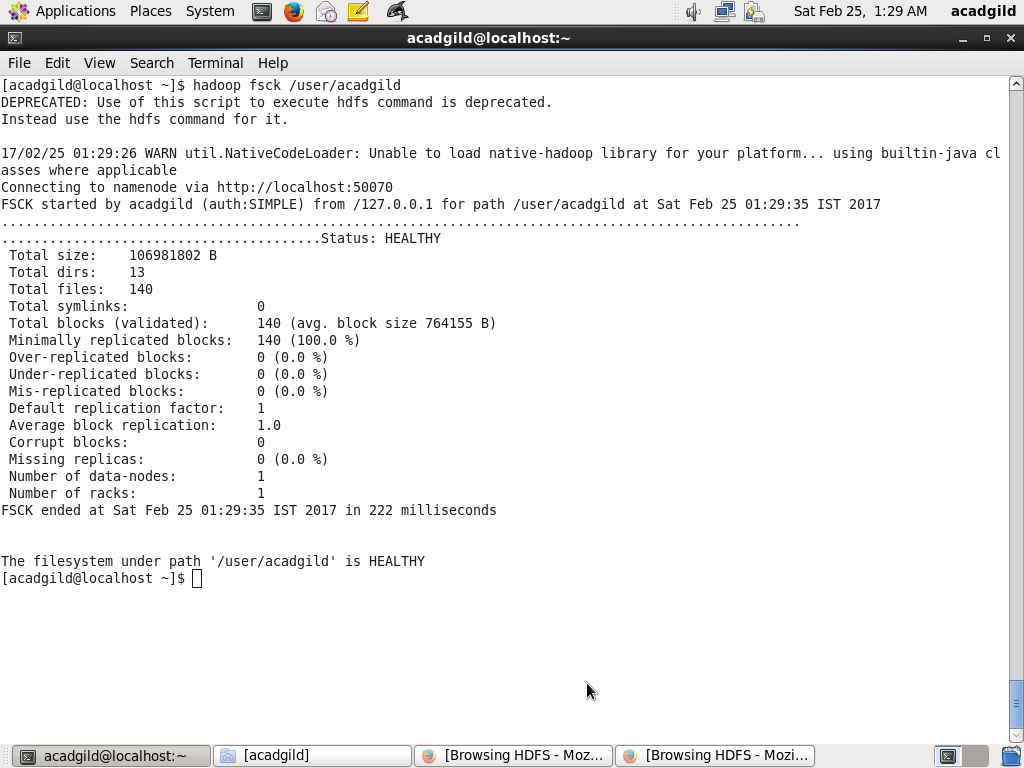 Applications Places System Sat Feb 25, 1:29 AM acadgild
acadgild@localhost:~
File Edit View Search Terminal Help
[acadgild@localhost ~]$ hadoop fsck /user/acadgild
DEPRECATED: Use of this script to execute hdfs command is deprecated.
Instead use the hdfs command for it.
17/02/25 01:29:26 WARN util.NativeCodeLoader: Unable to load native-hadoop library for your platform... using builtin-java cl
asses where applicable
Connecting to namenode via http://localhost:50070
FSCK started by acadgild (auth:SIMPLE) from /127.0.0.1 for path /user/acadgild at Sat Feb 25 01:29:35 IST 2017
....................................................................................................
........................................Status: HEALTHY
Total size: 106981802 B
Total dirs: 13
Total files: 140
Total symlinks: 0
Total blocks (validated): 140 (avg. block size 764155 B)
Minimally replicated blocks: 140 (100.0 %)
Over-replicated blocks: 0 (0.0 %)
Under-replicated blocks: 0 (0.0 %)
Mis-replicated blocks: 0 (0.0 %)
Default replication factor: 1
Average block replication: 1.0
Corrupt blocks: 0
Missing replicas: 0 (0.0 %)
Number of data-nodes: 1
Number of racks: 1
FSCK ended at Sat Feb 25 01:29:35 IST 2017 in 222 milliseconds
The filesystem under path '/user/acadgild' is HEALTHY
[acadgild@localhost ~]$
acadgild@localhost:~ [acadgild] [Browsing HDFS - Moz... [Browsing HDFS - Mozi...